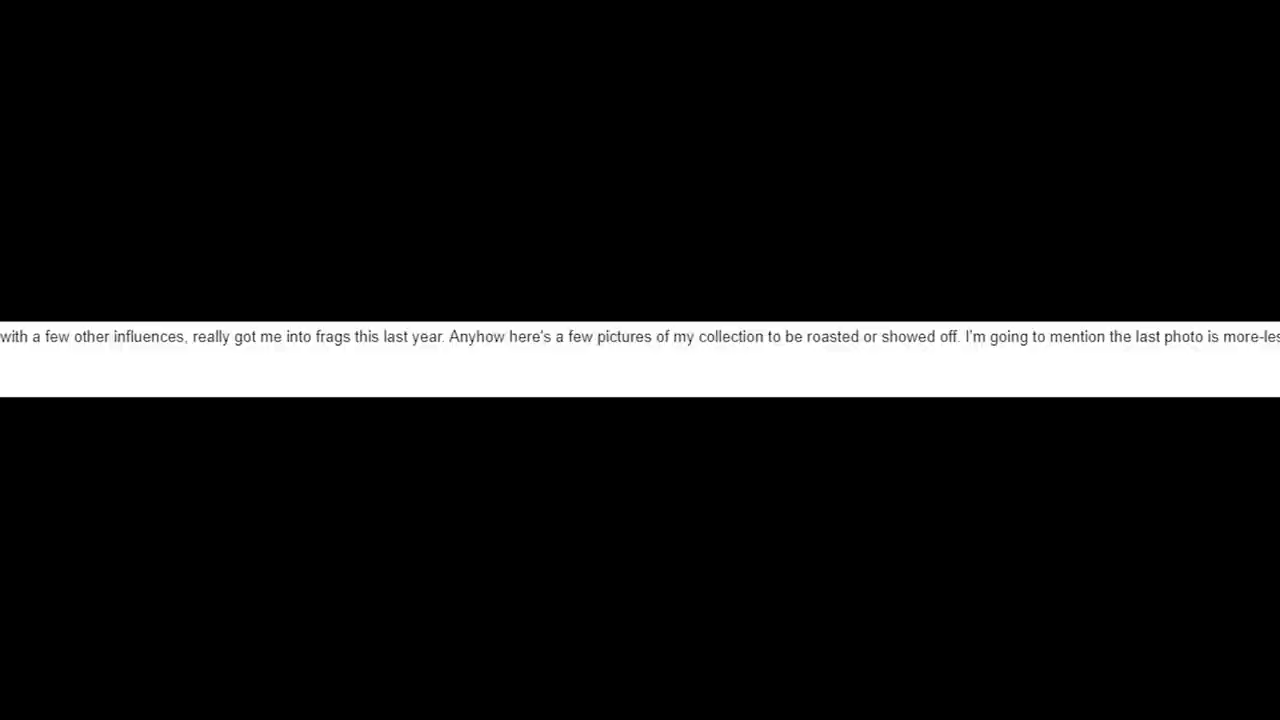 with a few other influences, really got me into frags this last year. Anyhow here's a few pictures of my collection to be roasted or showed off. I'm going to mention the last photo is more-les